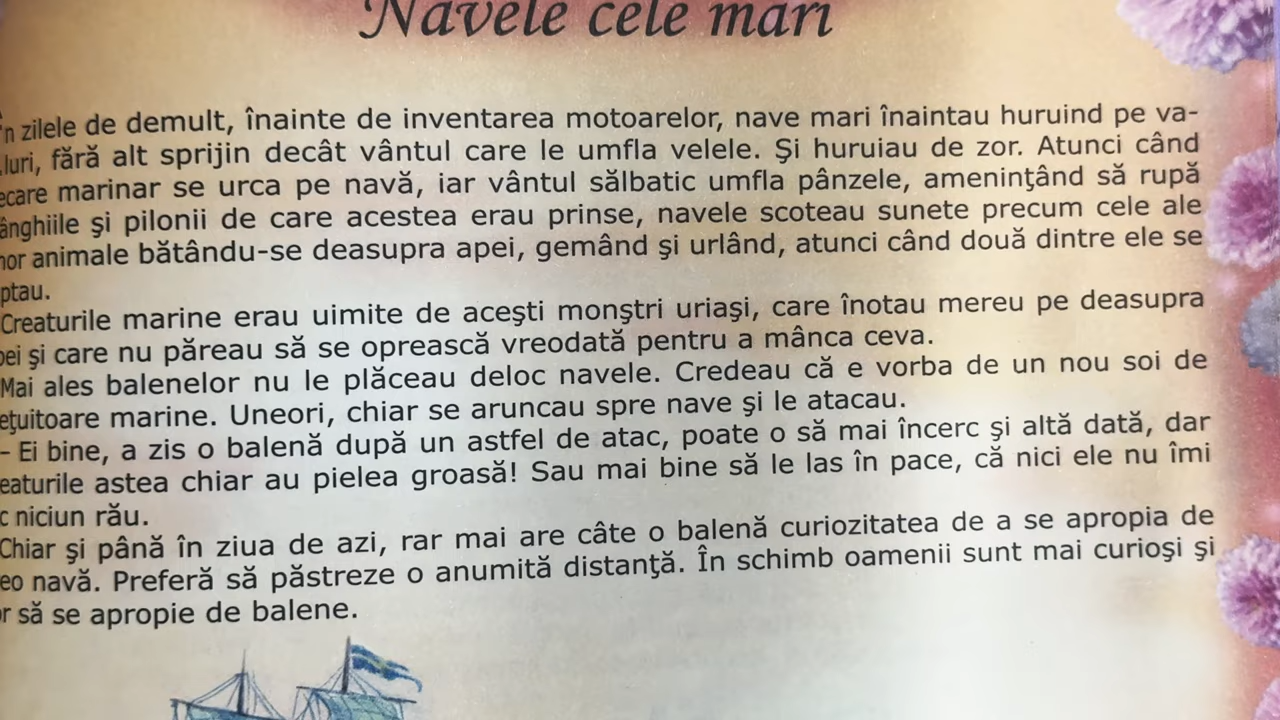 Navele cele mari
n zilele de demult, înainte de inventarea motoarelor, nave mari înaintau huruind pe va-
luri, fără alt sprijin decât vântul care le umfla velele. Şi huruiau de zor. Atunci când
ecare marinar se urca pe navă, iar vântul sălbatic umfla pânzele, ameninţând să rupă
ânghiile şi pilonii de care acestea erau prinse, navele scoteau sunete precum cele ale
nor animale bătându-se deasupra apei, gemând şi urlând, atunci când două dintre ele se
ptau.
Creaturile marine erau uimite de aceşti monştri uriaşi, care înotau mereu pe deasupra
pei şi care nu păreau să se oprească vreodată pentru a mânca ceva.
Mai ales balenelor nu le plăceau deloc navele. Credeau că e vorba de un nou soi de
eţuitoare marine. Uneori, chiar se aruncau spre nave şi le atacau.
– Ei bine, a zis o balenă după un astfel de atac, poate o să mai încerc şi altă dată, dar
eaturile astea chiar au pielea groasă! Sau mai bine să le las în pace, că nici ele nu îmi
c niciun rău.
Chiar şi până în ziua de azi, rar mai are câte o balenă curiozitatea de a se apropia de
eo navă. Preferă să păstreze o anumită distanţă. În schimb oamenii sunt mai curioşi şi
or să se apropie de balene.